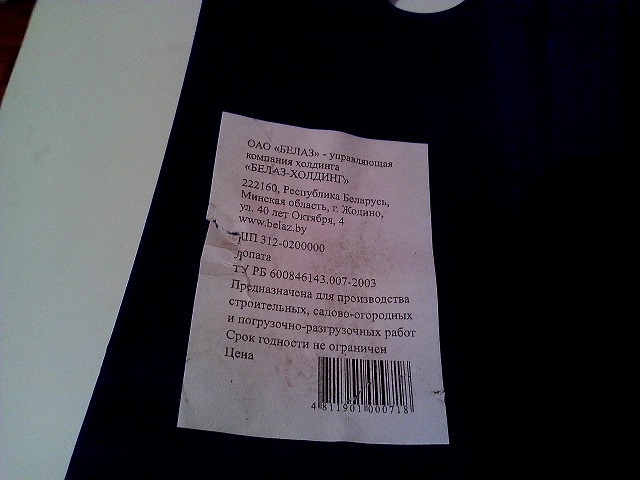 ОАО «БЕЛАЗ» - управляющая
компания холдинга
«БЕЛАЗ-ХОЛДИНГ»
222160, Республика Беларусь,
Минская область, г. Жодино,
ул. 40 лет Октября, 4
www.belaz.by
ШП 312-0200000
лопата
ТУ РБ 600846143.007-2003
Предназначена для производства
строительных, садово-огородных
и погрузочно-разгрузочных работ
Срок годности не ограничен
Цена
4 811901 000718